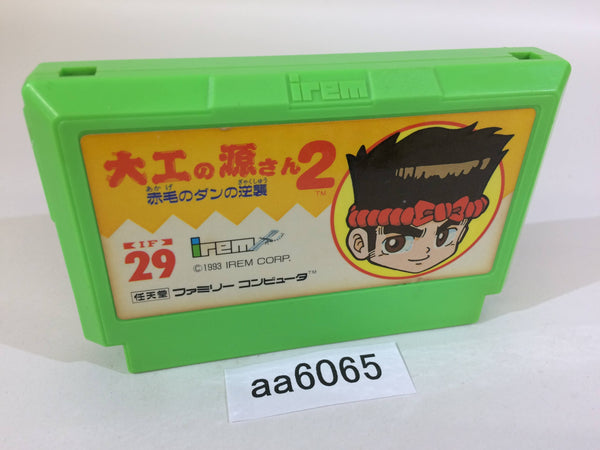 irem
大工の源さん2
TM
あかげ ぎゃくしゅう
赤毛のダンの逆襲
IF
29
irem
©1993 IREM CORP.
任天堂 ファミリー コンピュータ™
aa6065